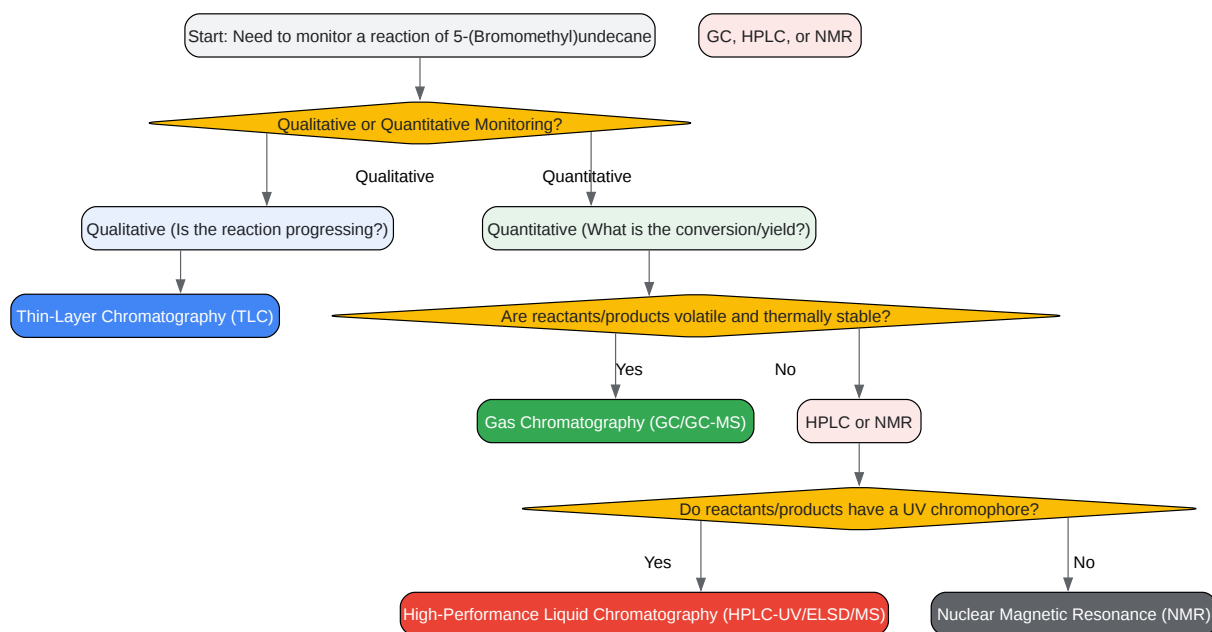 Start: Need to monitor a reaction of 5-(Bromomethyl)undecane
GC, HPLC, or NMR
Qualitative or Quantitative Monitoring?
Qualitative
Quantitative
Qualitative (Is the reaction progressing?)
Quantitative (What is the conversion/yield?)
Thin-Layer Chromatography (TLC)
Are reactants/products volatile and thermally stable?
Yes
No
Gas Chromatography (GC/GC-MS)
HPLC or NMR
Do reactants/products have a UV chromophore?
Yes
No
High-Performance Liquid Chromatography (HPLC-UV/ELSD/MS)
Nuclear Magnetic Resonance (NMR)